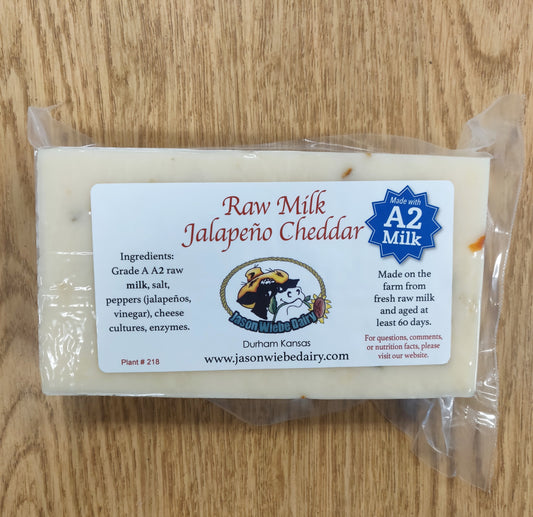 Raw Milk
Jalapeño Cheddar
Made with
A2
Milk
Ingredients:
Grade A A2 raw
milk, salt,
peppers (jalapeños,
vinegar), cheese
cultures, enzymes.
Plant # 218
Jason Wiebe Dairy
Durham Kansas
www.jasonwiebedairy.com
Made on the
farm from
fresh raw milk
and aged at
least 60 days.
For questions, comments,
or nutrition facts, please
visit our website.